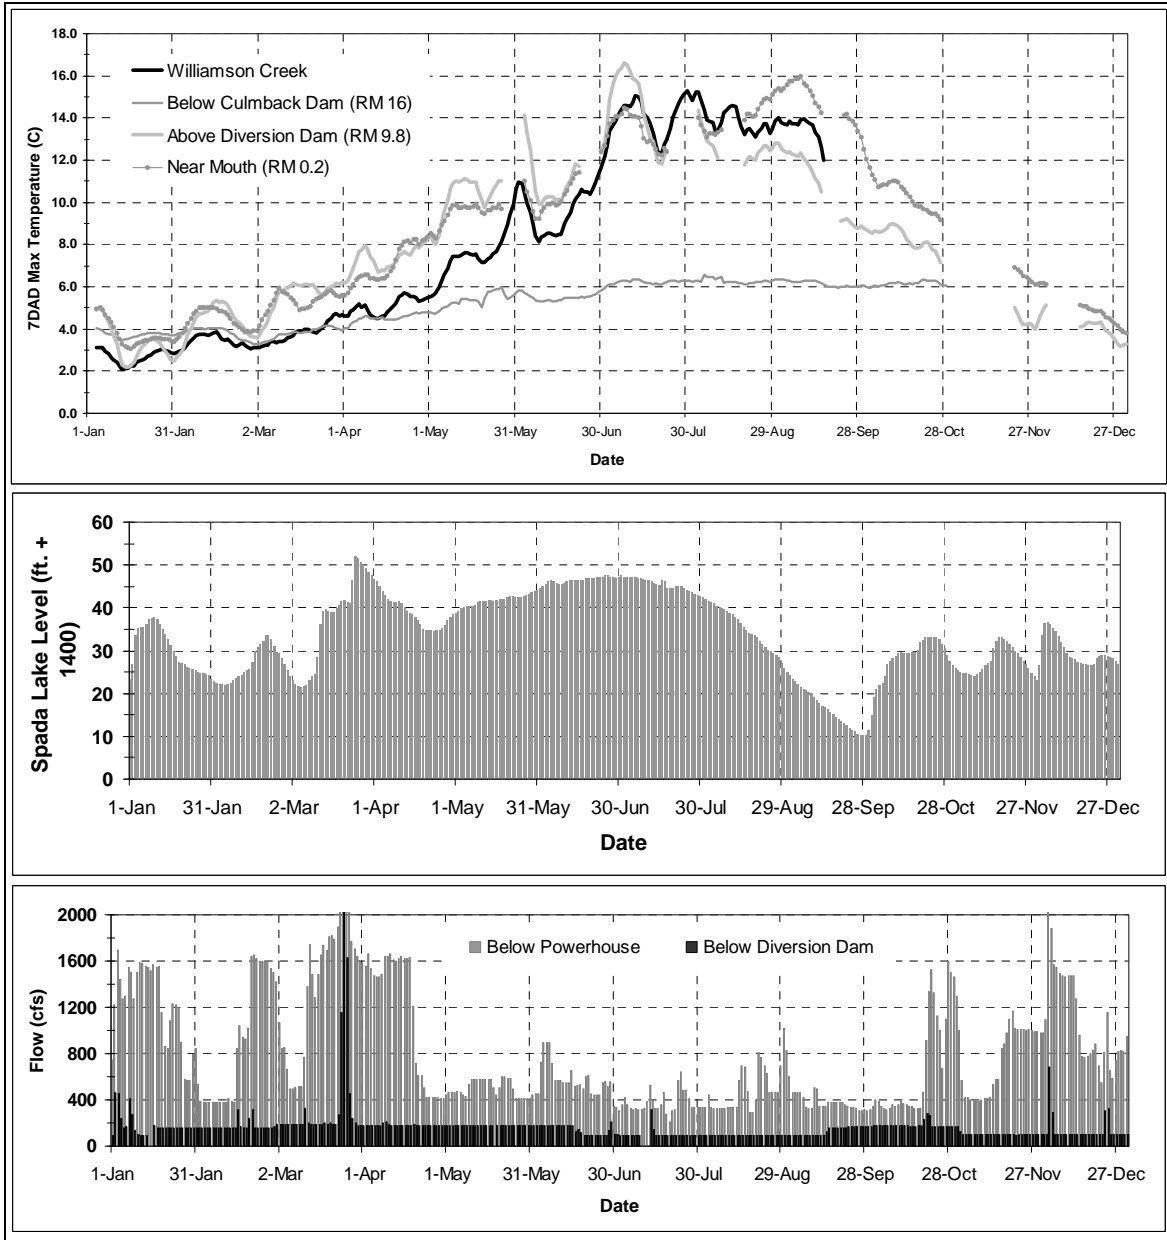 18.0
16.0
14.0
12.0
10.0
8.0
6.0
4.0
2.0
0.0
7DAD Max Temperature (C)
Williamson Creek
Below Culmback Dam (RM 16)
Above Diversion Dam (RM 9.8)
Near Mouth (RM 0.2)
1-Jan 31-Jan 2-Mar 1-Apr 1-May 31-May 30-Jun 30-Jul 29-Aug 28-Sep 28-Oct 27-Nov 27-Dec
Date
60
50
40
30
20
10
0
Spada Lake Level (ft. +
1400)
1-Jan 31-Jan 2-Mar 1-Apr 1-May 31-May 30-Jun 30-Jul 29-Aug 28-Sep 28-Oct 27-Nov 27-Dec
Date
2000
1600
1200
800
400
0
Flow (cfs)
Below Powerhouse Below Diversion Dam
1-Jan 31-Jan 2-Mar 1-Apr 1-May 31-May 30-Jun 30-Jul 29-Aug 28-Sep 28-Oct 27-Nov 27-Dec
Date